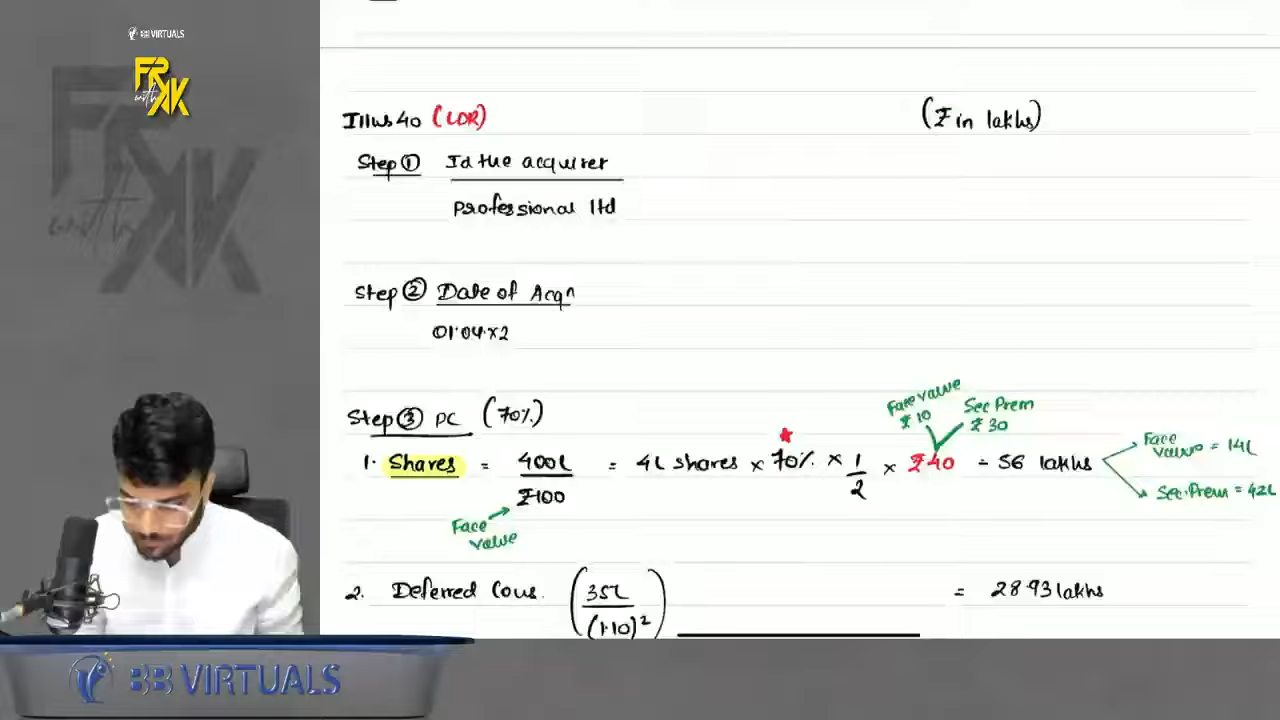 BB VIRTUALS
FR
with
KK
Illus 40 (LDR)
(₹ in lakhs)
Step ① Id the acquirer
Professional ltd
Step ② Date of Acqn
01.04.x2
Step ③ PC (70%)
Face value ₹10
Sec Prem ₹30
1. Shares = 400L / ₹100 = 4L shares × 70% × 1/2 × ₹40 = 56 lakhs
Face value = 14L
Sec. Prem = 42L
Face value
2. Deferred Cons. (35L / (1.10)²) = 28.93 lakhs
BB VIRTUALS